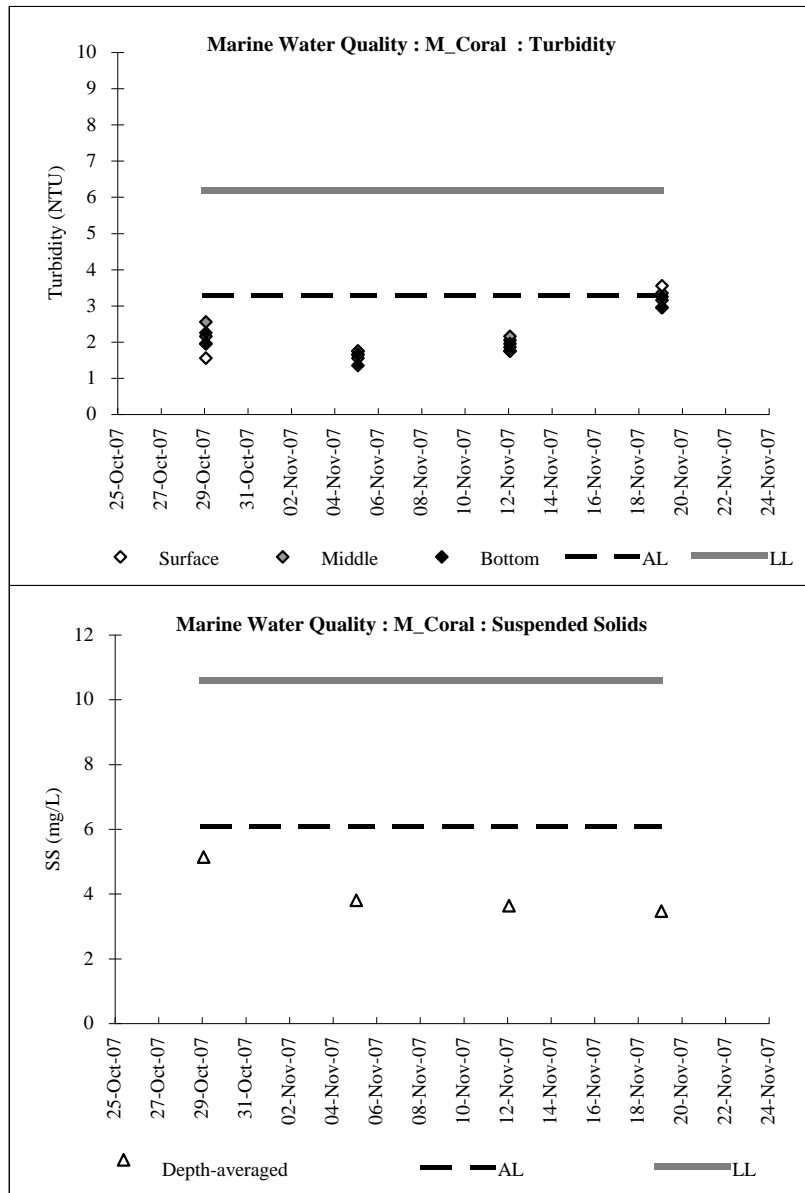 Marine Water Quality : M_Coral : Turbidity
10
9
8
7
6
5
4
3
2
1
0
Turbidity (NTU)
25-Oct-07
27-Oct-07
29-Oct-07
31-Oct-07
02-Nov-07
04-Nov-07
06-Nov-07
08-Nov-07
10-Nov-07
12-Nov-07
14-Nov-07
16-Nov-07
18-Nov-07
20-Nov-07
22-Nov-07
24-Nov-07
Surface Middle Bottom AL LL
Marine Water Quality : M_Coral : Suspended Solids
12
10
8
6
4
2
0
SS (mg/L)
25-Oct-07
27-Oct-07
29-Oct-07
31-Oct-07
02-Nov-07
04-Nov-07
06-Nov-07
08-Nov-07
10-Nov-07
12-Nov-07
14-Nov-07
16-Nov-07
18-Nov-07
20-Nov-07
22-Nov-07
24-Nov-07
Depth-averaged AL LL